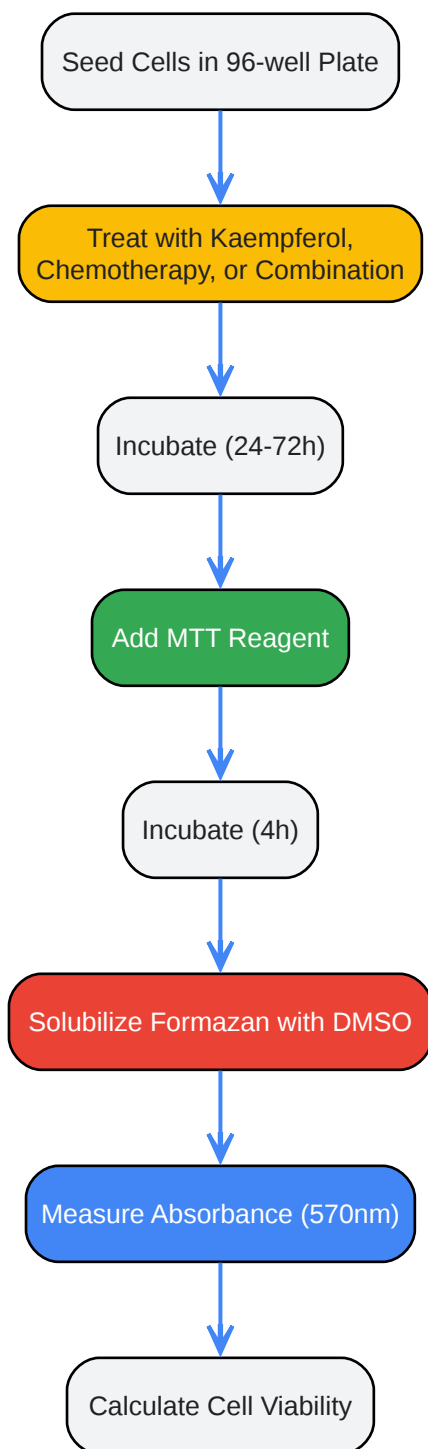 Seed Cells in 96-well Plate
Treat with Kaempferol,
Chemotherapy, or Combination
Incubate (24-72h)
Add MTT Reagent
Incubate (4h)
Solubilize Formazan with DMSO
Measure Absorbance (570nm)
Calculate Cell Viability